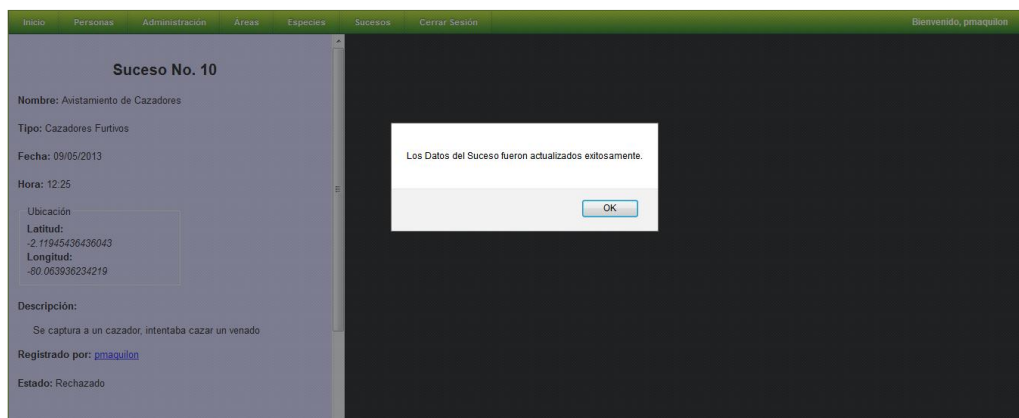 Inicio Personas Administración Áreas Especies Sucesos Cerrar Sesión Bienvenido, pmaquilon
Suceso No. 10
Nombre: Avistamiento de Cazadores
Tipo: Cazadores Furtivos
Fecha: 09/05/2013
Hora: 12:25
Ubicación
Latitud:
-2.11945436436043
Longitud:
-80.063936234219
Descripción:
Se captura a un cazador, intentaba cazar un venado
Registrado por: pmaquilon
Estado: Rechazado
Los Datos del Suceso fueron actualizados exitosamente.
OK